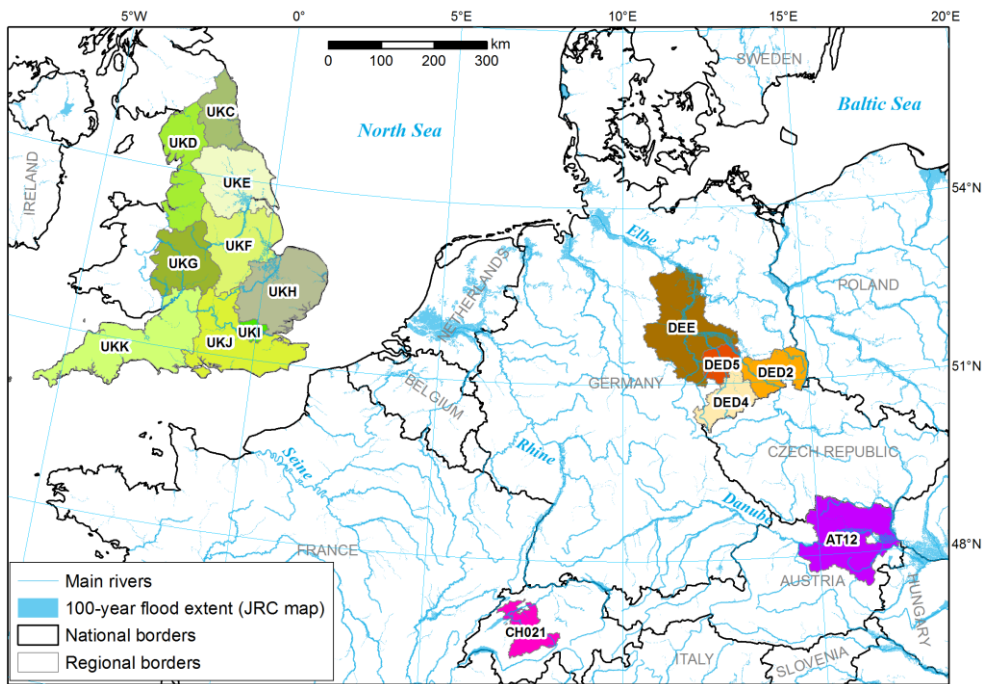 5°W 0° 5°E 10°E 15°E 20°E
km
0 100 200 300
SWEDEN
Baltic Sea
North Sea
UKC
UKD
IRELAND
UKE
54°N
Elbe
UKF
UKG
NETHERLANDS
POLAND
UKH
DEE
UKI
UKJ
UKK
DED5
51°N
DED2
GERMANY
BELGIUM
DED4
CZECH REPUBLIC
Seine
Rhine
Danube
AT12
48°N
FRANCE
AUSTRIA
HUNGARY
Main rivers
100-year flood extent (JRC map)
National borders
Regional borders
CH021
ITALY
SLOVENIA